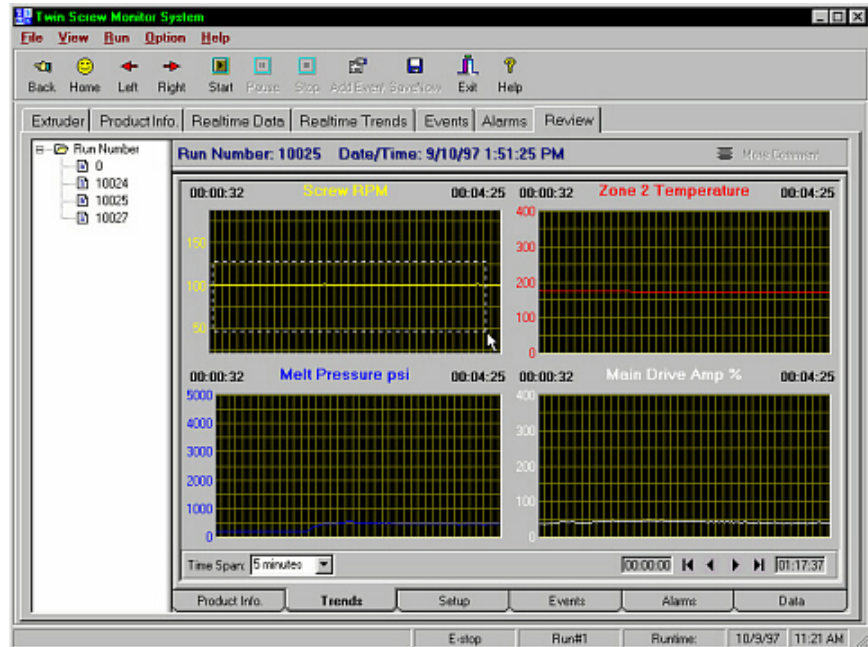 Twin Screw Monitor System
File View Run Option Help
Back Home Left Right Start Pause Stop Add Event SaveNow Exit Help
Extruder Product Info. Realtime Data Realtime Trends Events Alarms Review
Run Number
0
10024
10025
10027
Run Number: 10025 Date/Time: 9/10/97 1:51:25 PM More Comment
00:00:32 Screw RPM 00:04:25
150
100
50
00:00:32 Zone 2 Temperature 00:04:25
400
300
200
100
0
00:00:32 Melt Pressure psi 00:04:25
5000
4000
3000
2000
1000
0
00:00:32 Main Drive Amp % 00:04:25
400
300
200
100
0
Time Span: 5 minutes 00:00:00 01:17:37
Product Info. Trends Setup Events Alarms Data
E-stop Run#1 Runtime: 10/9/97 11:21 AM